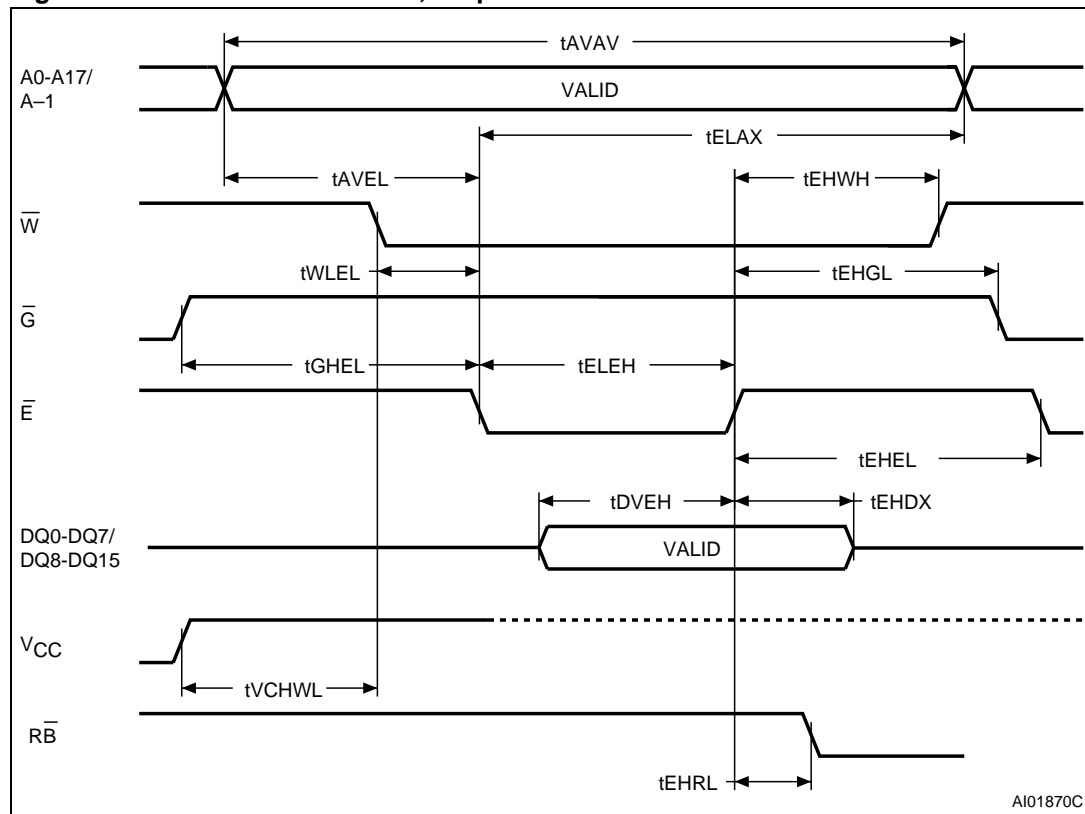 tAVAV
A0-A17/
A–1
VALID
tELAX
tAVEL
tEHWH
W̅
tWLEL
tEHGL
G̅
tGHEL
tELEH
E̅
tEHEL
tDVEH
tEHDX
DQ0-DQ7/
DQ8-DQ15
VALID
VCC
tVCHWL
RB̅
tEHRL
AI01870C